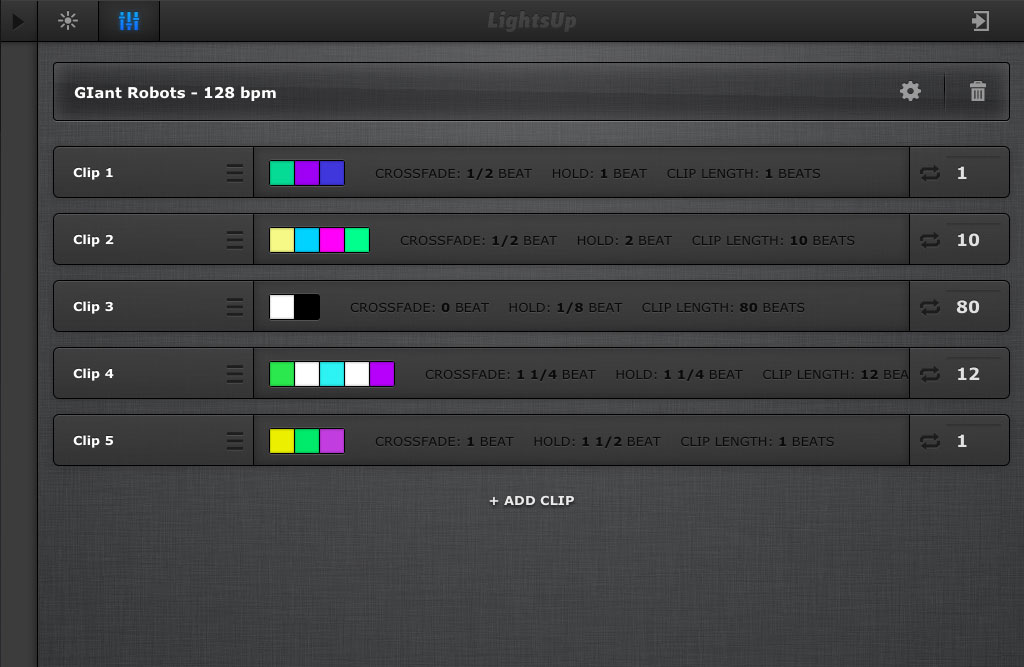 LightsUp
GIant Robots - 128 bpm
Clip 1 CROSSFADE: 1/2 BEAT HOLD: 1 BEAT CLIP LENGTH: 1 BEATS 1
Clip 2 CROSSFADE: 1/2 BEAT HOLD: 2 BEAT CLIP LENGTH: 10 BEATS 10
Clip 3 CROSSFADE: 0 BEAT HOLD: 1/8 BEAT CLIP LENGTH: 80 BEATS 80
Clip 4 CROSSFADE: 1 1/4 BEAT HOLD: 1 1/4 BEAT CLIP LENGTH: 12 BEA 12
Clip 5 CROSSFADE: 1 BEAT HOLD: 1 1/2 BEAT CLIP LENGTH: 1 BEATS 1
+ ADD CLIP